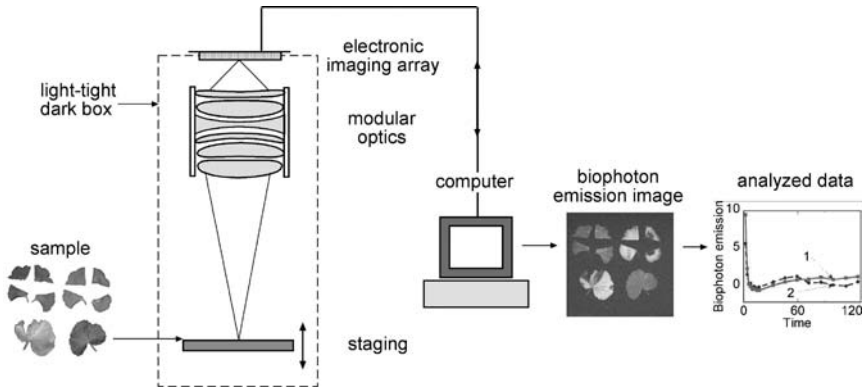 electronic
imaging array
light-tight
dark box
modular
optics
computer
biophoton
emission image
analyzed data
sample
staging
Biophoton emission
10
5
0
1
2
0
60
120
Time